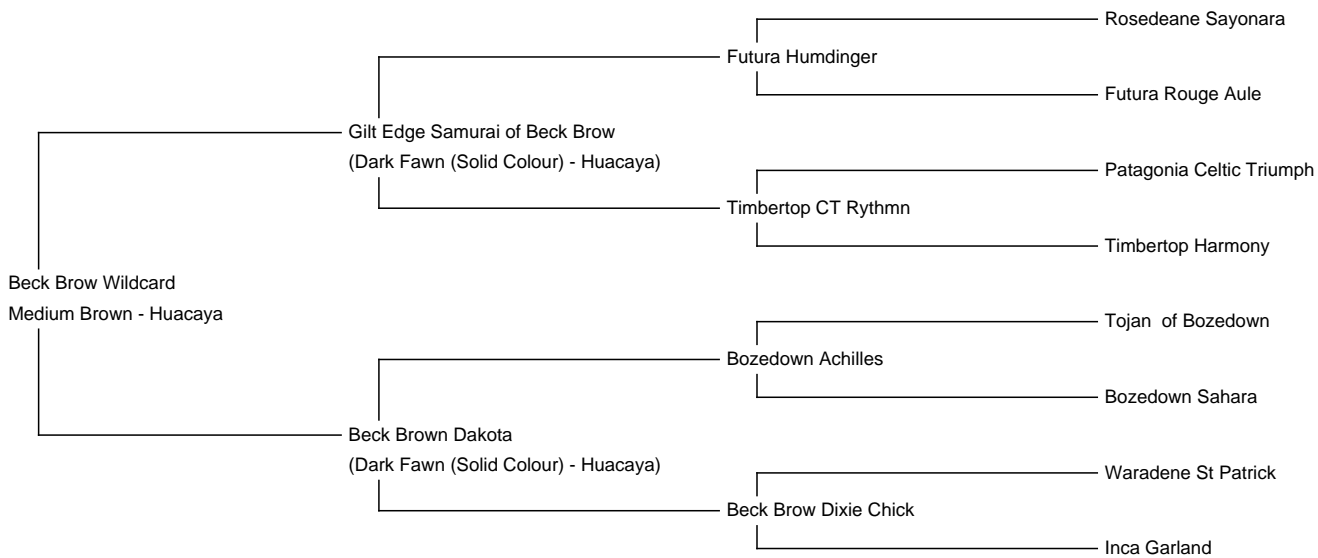 Rosedeane Sayonara
Futura Humdinger
Futura Rouge Aule
Gilt Edge Samurai of Beck Brow
(Dark Fawn (Solid Colour) - Huacaya)
Patagonia Celtic Triumph
Timbertop CT Rythmn
Timbertop Harmony
Beck Brow Wildcard
Medium Brown - Huacaya
Tojan  of Bozedown
Bozedown Achilles
Bozedown Sahara
Beck Brown Dakota
(Dark Fawn (Solid Colour) - Huacaya)
Waradene St Patrick
Beck Brow Dixie Chick
Inca Garland